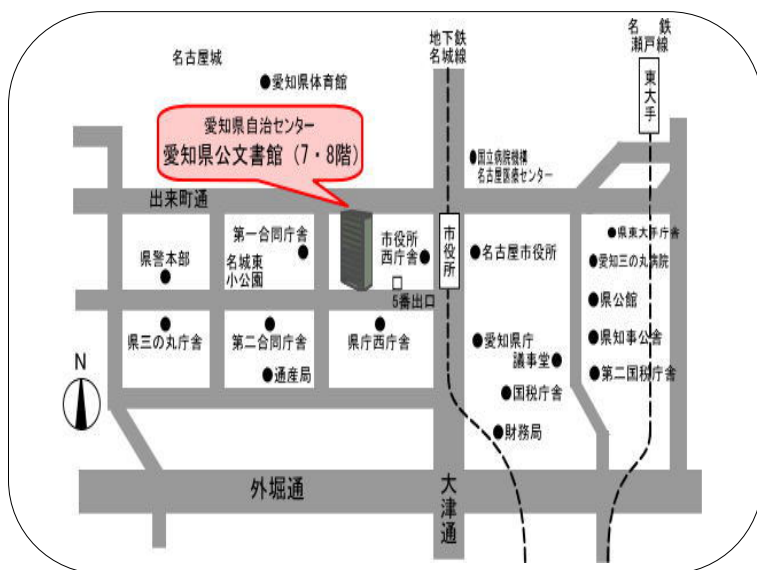 名古屋城
愛知県体育館
地下鉄
名城線
名鉄
瀬戸線
東大手
愛知県自治センター
愛知県公文書館(7・8階)
国立病院機構
名古屋医療センター
出来町通
第一合同庁舎
県警本部
名城東
小公園
市役所
西庁舎
5番出口
市役所
名古屋市役所
県東大手庁舎
愛知三の丸病院
県公館
県知事公舎
第二国税庁舎
県三の丸庁舎
第二合同庁舎
県庁西庁舎
通産局
愛知県庁
議事堂
国税庁舎
財務局
N
外堀通
大津通